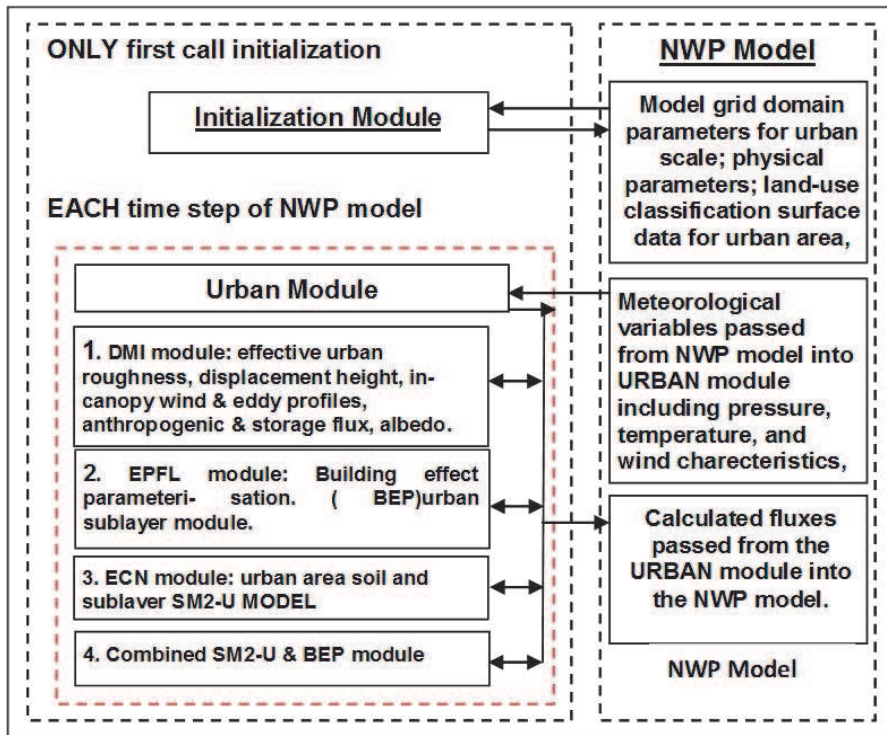 ONLY first call initialization
Initialization Module
EACH time step of NWP model
Urban Module
1. DMI module: effective urban
roughness, displacement height, in-
canopy wind & eddy profiles,
anthropogenic & storage flux, albedo.
2. EPFL module: Building effect
parameteri- sation. ( BEP)urban
sublayer module.
3. ECN module: urban area soil and
sublaver SM2-U MODEL
4. Combined SM2-U & BEP module
NWP Model
Model grid domain
parameters for urban
scale; physical
parameters; land-use
classification surface
data for urban area,
Meteorological
variables passed
from NWP model into
URBAN module
including pressure,
temperature, and
wind charecteristics,
Calculated fluxes
passed from the
URBAN module into
the NWP model.
NWP Model